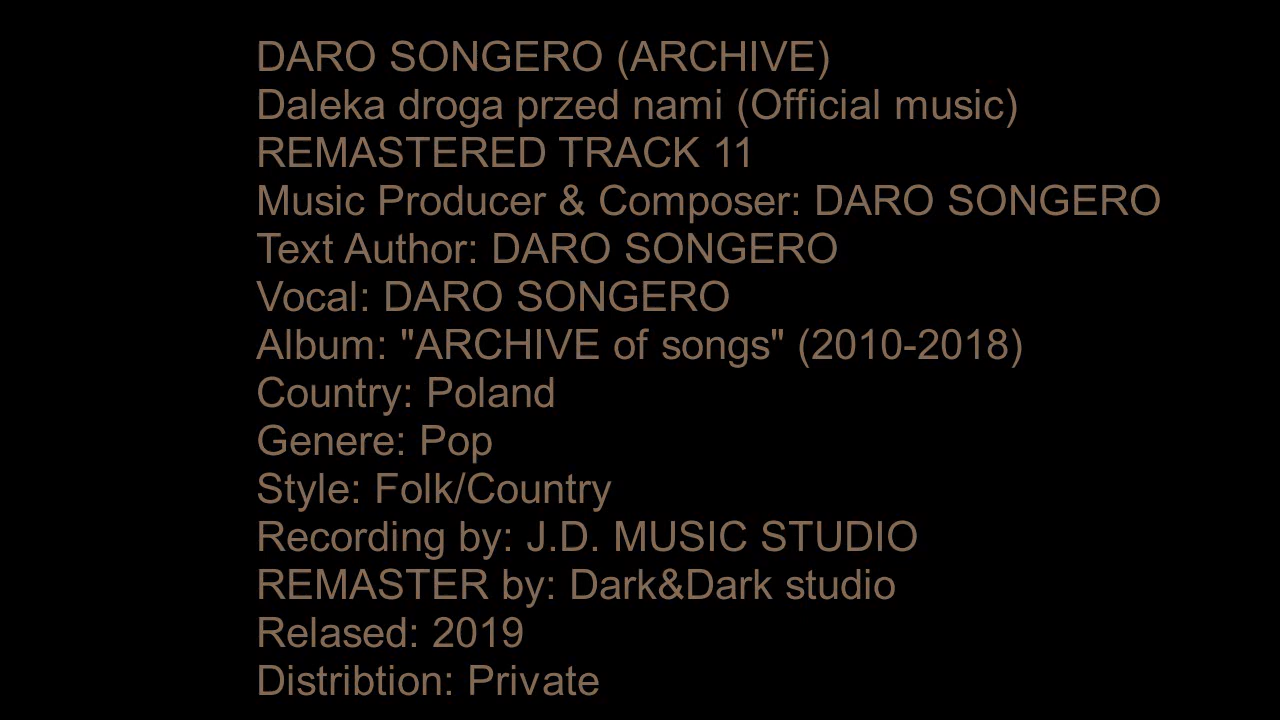 DARO SONGERO (ARCHIVE)
Daleka droga przed nami (Official music)
REMASTERED TRACK 11
Music Producer & Composer: DARO SONGERO
Text Author: DARO SONGERO
Vocal: DARO SONGERO
Album: "ARCHIVE of songs" (2010-2018)
Country: Poland
Genere: Pop
Style: Folk/Country
Recording by: J.D. MUSIC STUDIO
REMASTER by: Dark&Dark studio
Relased: 2019
Distribtion: Private